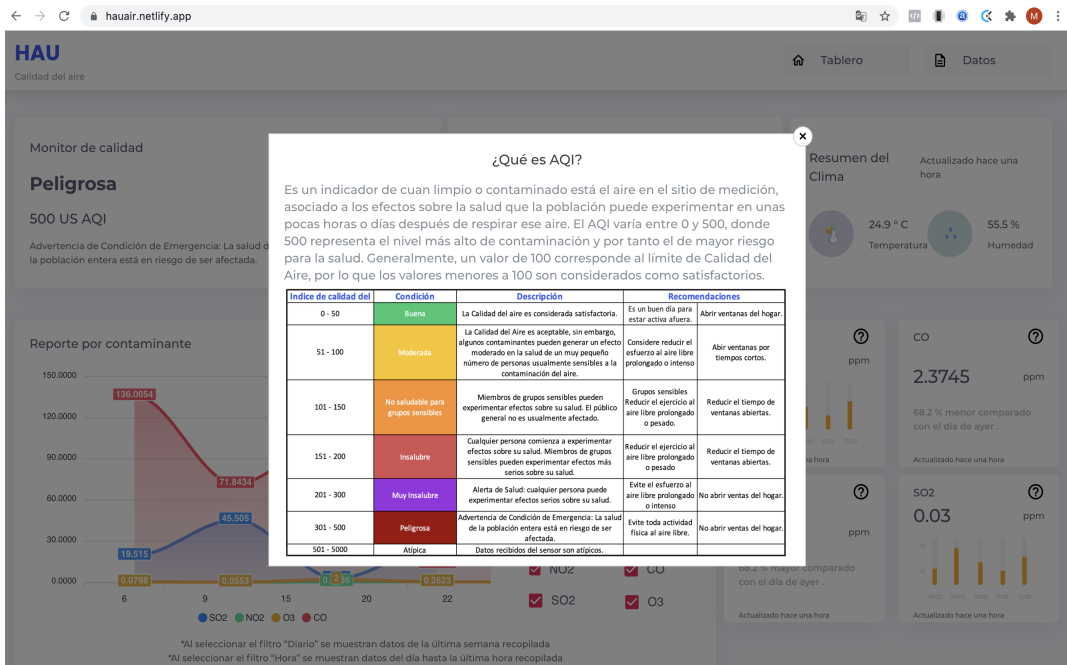 hauair.netlify.app
M
HAU
Calidad del aire
Tablero
Datos
Monitor de calidad
Peligrosa
500 US AQI
Advertencia de Condición de Emergencia: La salud d
la población entera está en riesgo de ser afectada.
Resumen del
Clima
Actualizado hace una
hora
24.9 ° C
Temperatura
55.5 %
Humedad
¿Qué es AQI?
Es un indicador de cuan limpio o contaminado está el aire en el sitio de medición,
asociado a los efectos sobre la salud que la población puede experimentar en unas
pocas horas o días después de respirar ese aire. El AQI varía entre 0 y 500, donde
500 representa el nivel más alto de contaminación y por tanto el de mayor riesgo
para la salud. Generalmente, un valor de 100 corresponde al límite de Calidad del
Aire, por lo que los valores menores a 100 son considerados como satisfactorios.
Indice de calidad del
Condición
Descripción
Recomendaciones
0 - 50
Buena
La Calidad del aire es considerada satisfactoria.
Es un buen día para
estar activa afuera.
Abrir ventanas del hogar.
51 - 100
Moderada
La Calidad del Aire es aceptable, sin embargo,
algunos contaminantes pueden generar un efecto
moderado en la salud de un muy pequeño
número de personas usualmente sensibles a la
contaminación del aire.
Considere reducir el
esfuerzo al aire libre
prolongado o intenso
Abir ventanas por
tiempos cortos.
101 - 150
No saludable para
grupos sensibles
Miembros de grupos sensibles pueden
experimentar efectos sobre su salud. El público
general no es usualmente afectado.
Grupos sensibles
Reducir el ejercicio al
aire libre prolongado
o pesado.
Reducir el tiempo de
ventanas abiertas.
151 - 200
Insalubre
Cualquier persona comienza a experimentar
efectos sobre su salud. Miembros de grupos
sensibles pueden experimentar efectos más
serios sobre su salud.
Reducir el ejercicio al
aire libre prolongado
o pesado
Reducir el tiempo de
ventanas abiertas.
201 - 300
Muy Insalubre
Alerta de Salud: cualquier persona puede
experimentar efectos serios sobre su salud.
Evite el esfuerzo al
aire libre prolongado
o intenso
No abrir ventas del hogar.
301 - 500
Peligrosa
Advertencia de Condición de Emergencia: La salud
de la población entera está en riesgo de ser
afectada.
Evite toda actividad
física al aire libre.
No abrir ventas del hogar.
501 - 5000
Atípica
Datos recibidos del sensor son atípicos.
Reporte por contaminante
150.0000
120.0000
90.0000
60.0000
30.0000
0.0000
136.0054
71.8434
45.505
19.515
0.0798
0.0553
0.2623
6
9
15
20
22
SO2
NO2
O3
CO
*Al seleccionar el filtro "Diario" se muestran datos de la última semana recopilada
*Al seleccionar el filtro "Hora" se muestran datos del día hasta la última hora recopilada
NO2
CO
SO2
O3
ppm
CO
2.3745
ppm
68.2 % menor comparado
con el día de ayer .
Actualizado hace una hora
ppm
68.2 % mayor comparado
con el día de ayer .
Actualizado hace una hora
SO2
0.03
ppm
Actualizado hace una hora